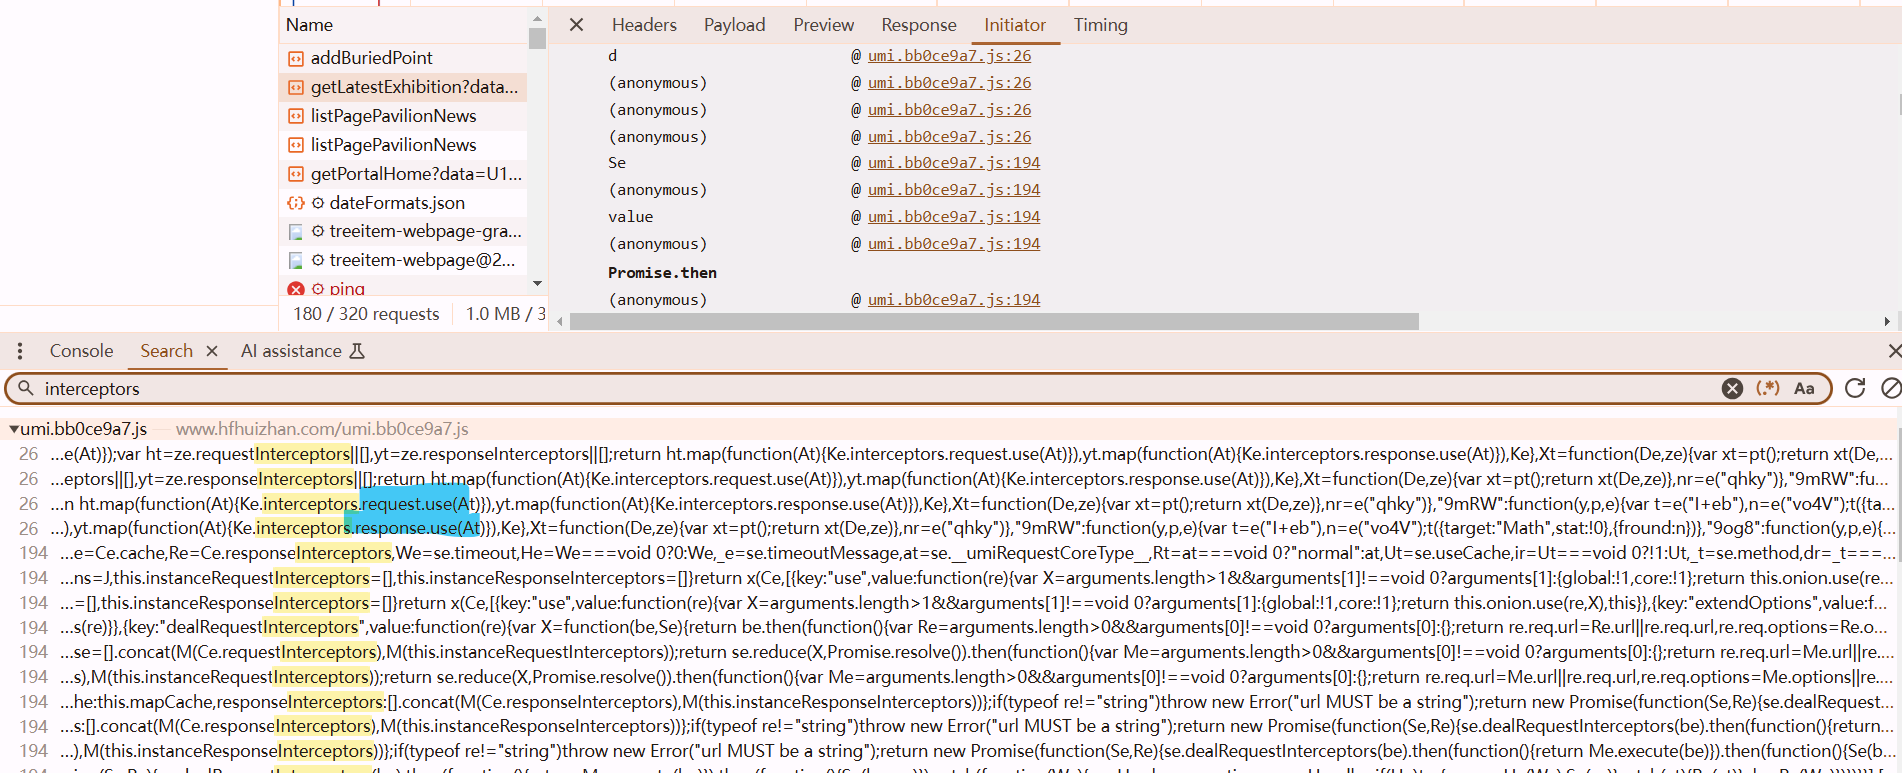 Name
addBuriedPoint
getLatestExhibition?data...
listPagePavilionNews
listPagePavilionNews
getPortalHome?data=U1...
dateFormats.json
treeitem-webpage-gra...
treeitem-webpage@2...
ping
180 / 320 requests 1.0 MB / 3
Headers Payload Preview Response Initiator Timing
d @ umi.bb0ce9a7.js:26
(anonymous) @ umi.bb0ce9a7.js:26
(anonymous) @ umi.bb0ce9a7.js:26
(anonymous) @ umi.bb0ce9a7.js:26
Se @ umi.bb0ce9a7.js:194
(anonymous) @ umi.bb0ce9a7.js:194
value @ umi.bb0ce9a7.js:194
(anonymous) @ umi.bb0ce9a7.js:194
Promise.then
(anonymous) @ umi.bb0ce9a7.js:194
Console Search AI assistance
interceptors (.*) Aa
umi.bb0ce9a7.js — www.hfhuizhan.com/umi.bb0ce9a7.js
26 ...e(At)});var ht=ze.requestInterceptors||[],yt=ze.responseInterceptors||[];return ht.map(function(At){Ke.interceptors.request.use(At)}),yt.map(function(At){Ke.interceptors.response.use(At)}),Ke},Xt=function(De,ze){var xt=pt();return xt(De,...
26 ...eptors||[],yt=ze.responseInterceptors||[];return ht.map(function(At){Ke.interceptors.request.use(At)}),yt.map(function(At){Ke.interceptors.response.use(At)}),Ke},Xt=function(De,ze){var xt=pt();return xt(De,ze)},nr=e("qhky")},"9mRW":fu...
26 ...n ht.map(function(At){Ke.interceptors.request.use(At)}),yt.map(function(At){Ke.interceptors.response.use(At)}),Ke},Xt=function(De,ze){var xt=pt();return xt(De,ze)},nr=e("qhky")},"9mRW":function(y,p,e){var t=e("I+eb"),n=e("vo4V");t({ta...
26 ...),yt.map(function(At){Ke.interceptors.response.use(At)}),Ke},Xt=function(De,ze){var xt=pt();return xt(De,ze)},nr=e("qhky")},"9mRW":function(y,p,e){var t=e("I+eb"),n=e("vo4V");t({target:"Math",stat:!0},{fround:n})},"9og8":function(y,p,e){...
194 ...e=Ce.cache,Re=Ce.responseInterceptors,We=se.timeout,He=We===void 0?0:We,_e=se.timeoutMessage,at=se.__umiRequestCoreType__,Rt=at===void 0?"normal":at,Ut=se.useCache,ir=Ut===void 0?!1:Ut,_t=se.method,dr=_t===...
194 ...ns=J,this.instanceRequestInterceptors=[],this.instanceResponseInterceptors=[]}return x(Ce,[{key:"use",value:function(re){var X=arguments.length>1&&arguments[1]!==void 0?arguments[1]:{global:!1,core:!1};return this.onion.use(re...
194 ...=[],this.instanceResponseInterceptors=[]}return x(Ce,[{key:"use",value:function(re){var X=arguments.length>1&&arguments[1]!==void 0?arguments[1]:{global:!1,core:!1};return this.onion.use(re,X),this}},{key:"extendOptions",value:f...
194 ...s(re)}},{key:"dealRequestInterceptors",value:function(re){var X=function(be,Se){return be.then(function(){var Re=arguments.length>0&&arguments[0]!==void 0?arguments[0]:{};return re.req.url=Re.url||re.req.url,re.req.options=Re.o...
194 ...se=[].concat(M(Ce.requestInterceptors),M(this.instanceRequestInterceptors));return se.reduce(X,Promise.resolve()).then(function(){var Me=arguments.length>0&&arguments[0]!==void 0?arguments[0]:{};return re.req.url=Me.url||re....
194 ...s),M(this.instanceRequestInterceptors));return se.reduce(X,Promise.resolve()).then(function(){var Me=arguments.length>0&&arguments[0]!==void 0?arguments[0]:{};return re.req.url=Me.url||re.req.url,re.req.options=Me.options||re....
194 ...he:this.mapCache,responseInterceptors:[].concat(M(Ce.responseInterceptors),M(this.instanceResponseInterceptors))};if(typeof re!="string")throw new Error("url MUST be a string");return new Promise(function(Se,Re){se.dealRequest...
194 ...s:[].concat(M(Ce.responseInterceptors),M(this.instanceResponseInterceptors))};if(typeof re!="string")throw new Error("url MUST be a string");return new Promise(function(Se,Re){se.dealRequestInterceptors(be).then(function(){return...
194 ...),M(this.instanceResponseInterceptors))};if(typeof re!="string")throw new Error("url MUST be a string");return new Promise(function(Se,Re){se.dealRequestInterceptors(be).then(function(){return Me.execute(be)}).then(function(){Se(b...